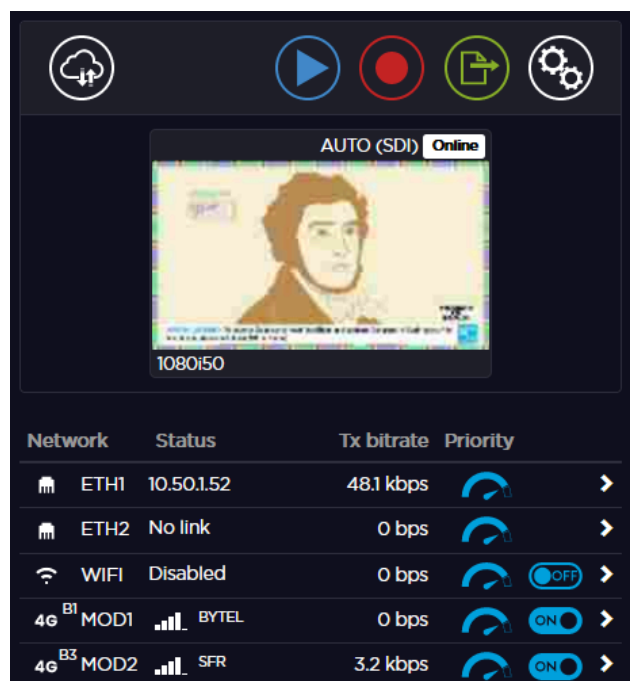 AUTO (SDI) Online
1080i50
Network Status Tx bitrate Priority
ETH1 10.50.1.52 48.1 kbps
ETH2 No link 0 bps
WIFI Disabled 0 bps OFF
4G B1 MOD1 BYTEL 0 bps ON
4G B3 MOD2 SFR 3.2 kbps ON